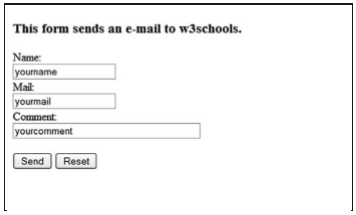 This form sends an e-mail to w3schools.
Name:
yourname
Mail:
yourmail
Comment:
yourcomment
Send Reset